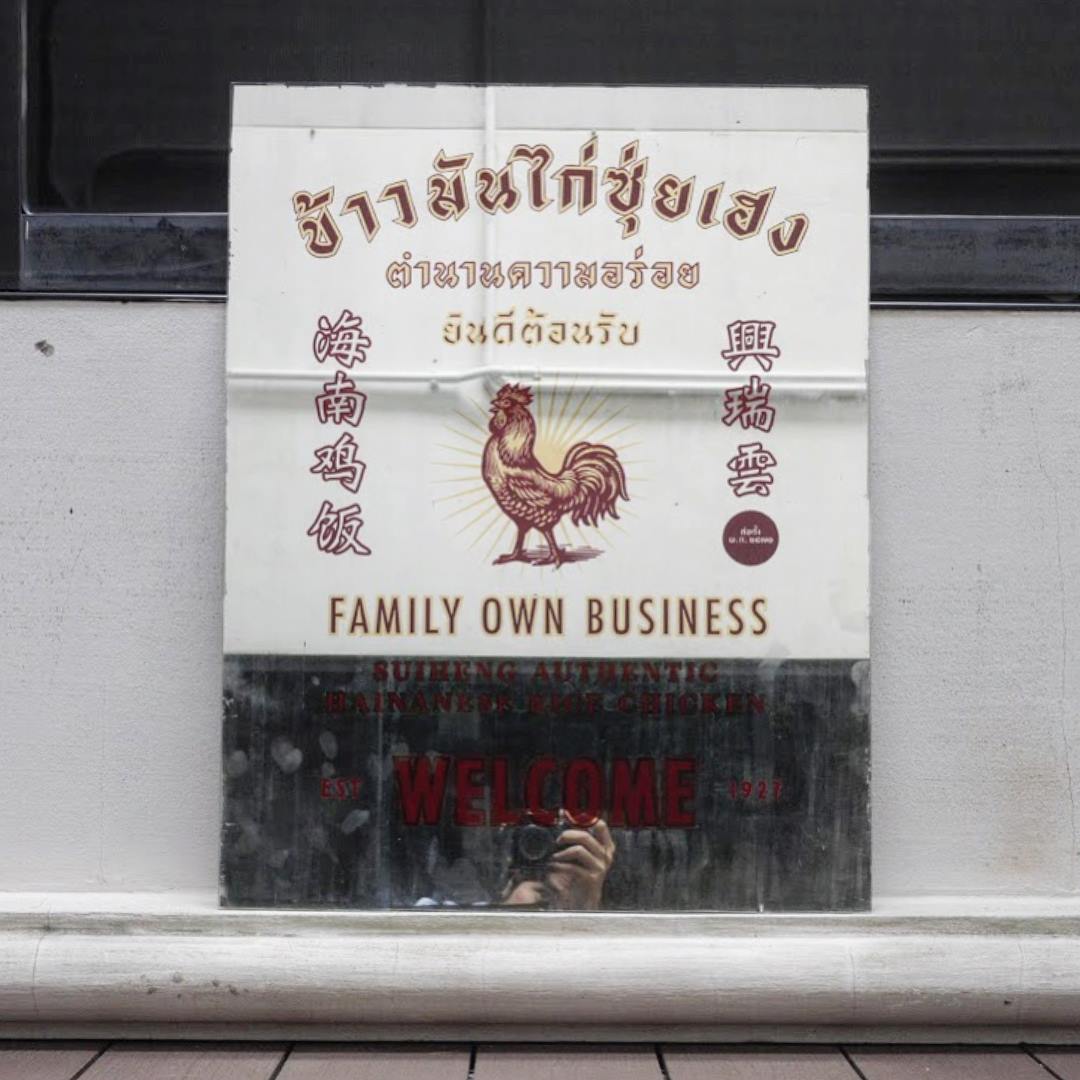 ข้าวมันไก่ซุ่ยเฮง
ตำนานความอร่อย
ยินดีต้อนรับ
海南鸡饭
興瑞雲
FAMILY OWN BUSINESS
SUIHENG AUTHENTIC
HAINANESE RICE CHICKEN
WELCOME
EST 1927